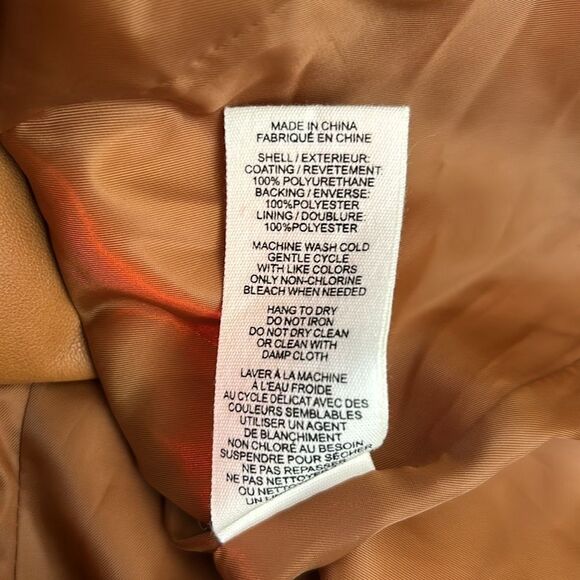 MADE IN CHINA
FABRIQUÉ EN CHINE
SHELL / EXTERIEUR:
COATING / REVETEMENT:
100% POLYURETHANE
BACKING / ENVERSE:
100%POLYESTER
LINING / DOUBLURE:
100%POLYESTER
MACHINE WASH COLD
GENTLE CYCLE
WITH LIKE COLORS
ONLY NON-CHLORINE
BLEACH WHEN NEEDED
HANG TO DRY
DO NOT IRON
DO NOT DRY CLEAN
OR CLEAN WITH
DAMP CLOTH
LAVER À LA MACHINE
À L'EAU FROIDE
AU CYCLE DÉLICAT AVEC DES
COULEURS SEMBLABLES
UTILISER UN AGENT
DE BLANCHIMENT
NON CHLORÉ AU BESOIN
SUSPENDRE POUR SÉCHER
NE PAS REPASSER
NE PAS NETTOYER
OU